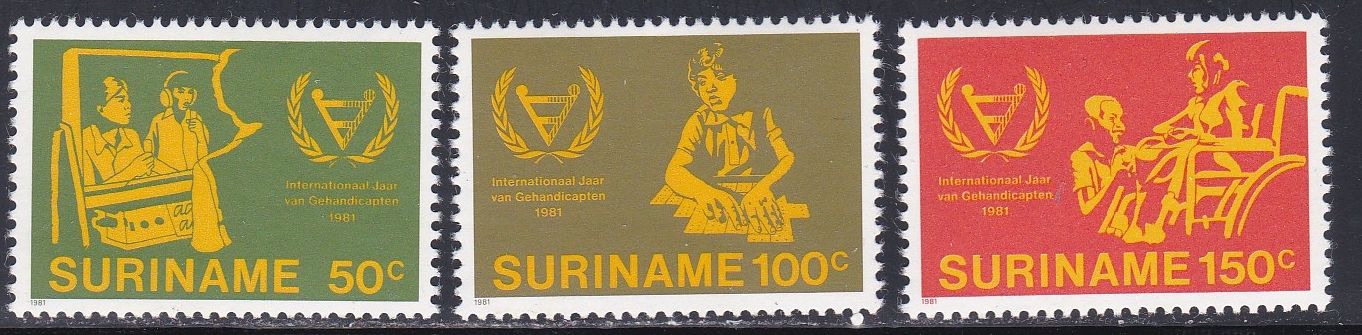 Internationaal Jaar
van Gehandicapten
1981
SURINAME 50c
1981
Internationaal Jaar
van Gehandicapten
1981
SURINAME 100c
1981
Internationaal Jaar
van Gehandicapten
1981
SURINAME 150c
1981